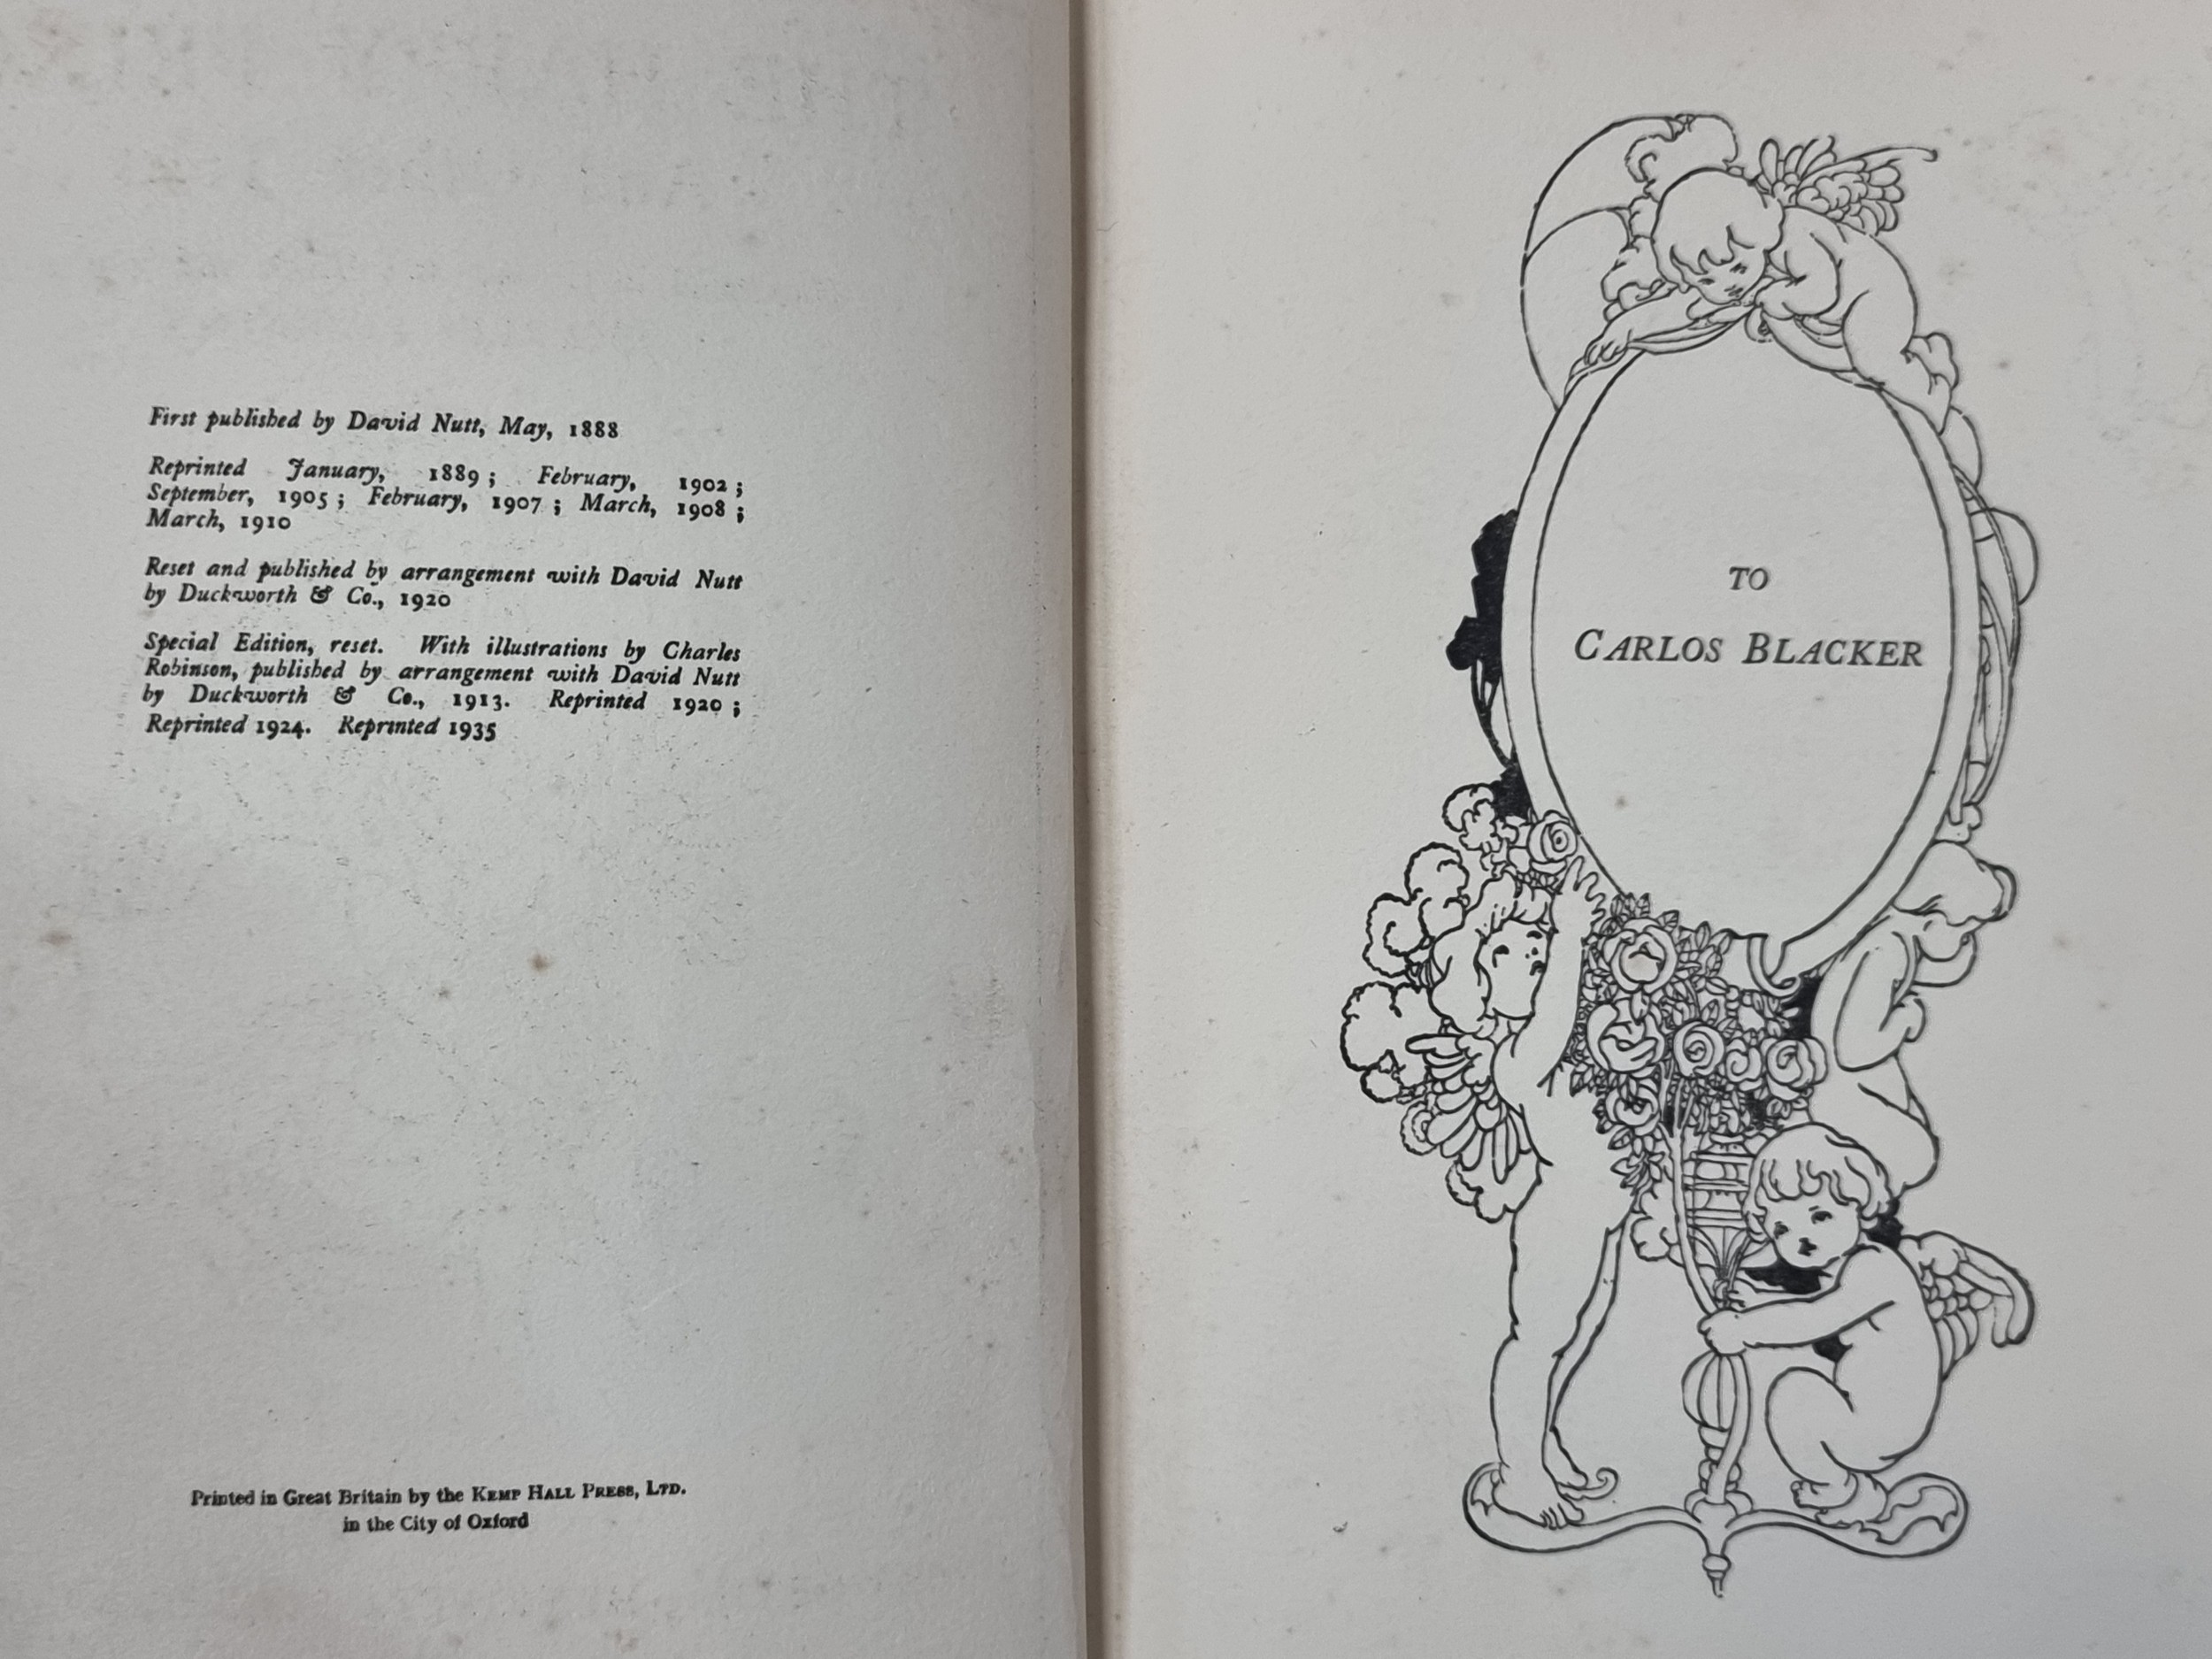 First published by David Nutt, May, 1888
Reprinted January, 1889 ; February, 1902 ;
September, 1905 ; February, 1907 ; March, 1908 ;
March, 1910
Reset and published by arrangement with David Nutt
by Duckworth & Co., 1920
Special Edition, reset. With illustrations by Charles
Robinson, published by arrangement with David Nutt
by Duckworth & Co., 1913. Reprinted 1920 ;
Reprinted 1924. Reprinted 1935
Printed in Great Britain by the KEMP HALL PRESS, LTD.
in the City of Oxford
TO
CARLOS BLACKER